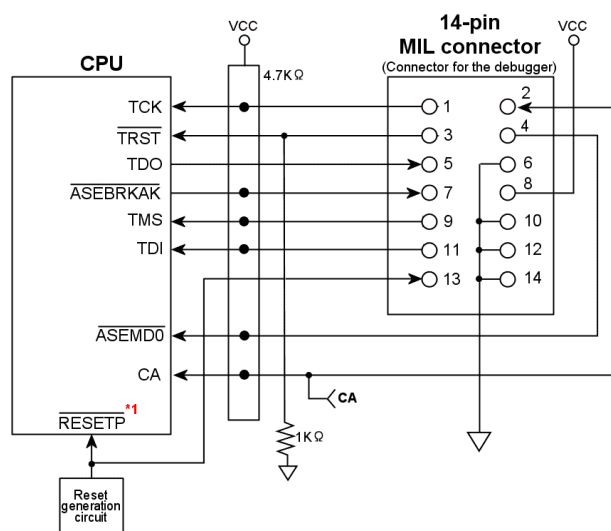 14-pin
MIL connector
(Connector for the debugger)
VCC
VCC
CPU
4.7KΩ
TCK
1
2
TRST
3
4
TDO
5
6
ASEBRKAK
7
8
TMS
9
10
TDI
11
12
13
14
ASEMD0
CA
CA
RESETP*1
1KΩ
Reset
generation
circuit